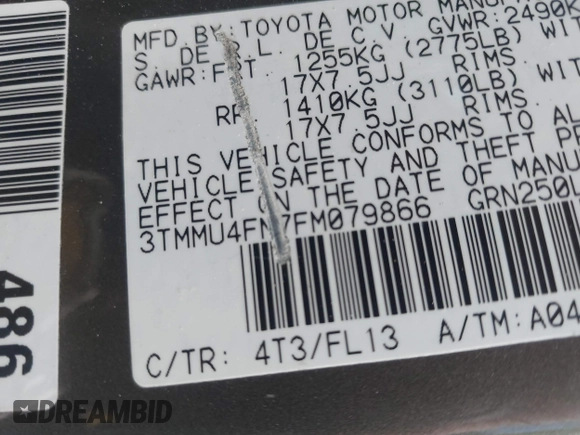 MFD. BY: TOYOTA MOTOR
S. DE R.L. DE C.V. GVWR:2490K
GAWR: 1255KG (2775LB) WIT
17X7.5JJ RIMS.
RR. 1410KG (3110LB) WIT
17X7.5JJ RIMS.
THIS VEHICLE CONFORMS TO AL
VEHICLE SAFETY AND THEFT PRE
EFFECT ON THE DATE OF MANU
3TMMU4FN7FM079866 GRN250L
C/TR: 4T3/FL13 A/TM:A04
486
DREAMBID